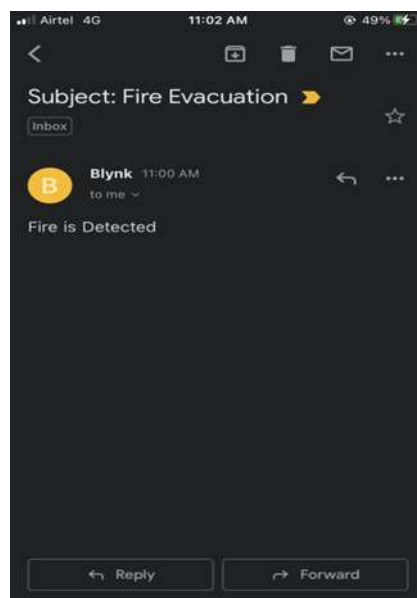 Airtel 4G 11:02 AM 49%
Subject: Fire Evacuation
Inbox
B
Blynk 11:00 AM
to me
Fire is Detected
Reply
Forward